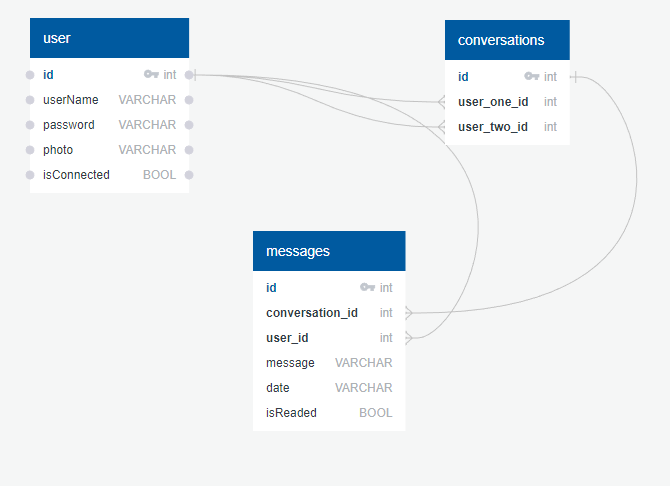 user
id int
userName VARCHAR
password VARCHAR
photo VARCHAR
isConnected BOOL
conversations
id int
user_one_id int
user_two_id int
messages
id int
conversation_id int
user_id int
message VARCHAR
date VARCHAR
isReaded BOOL